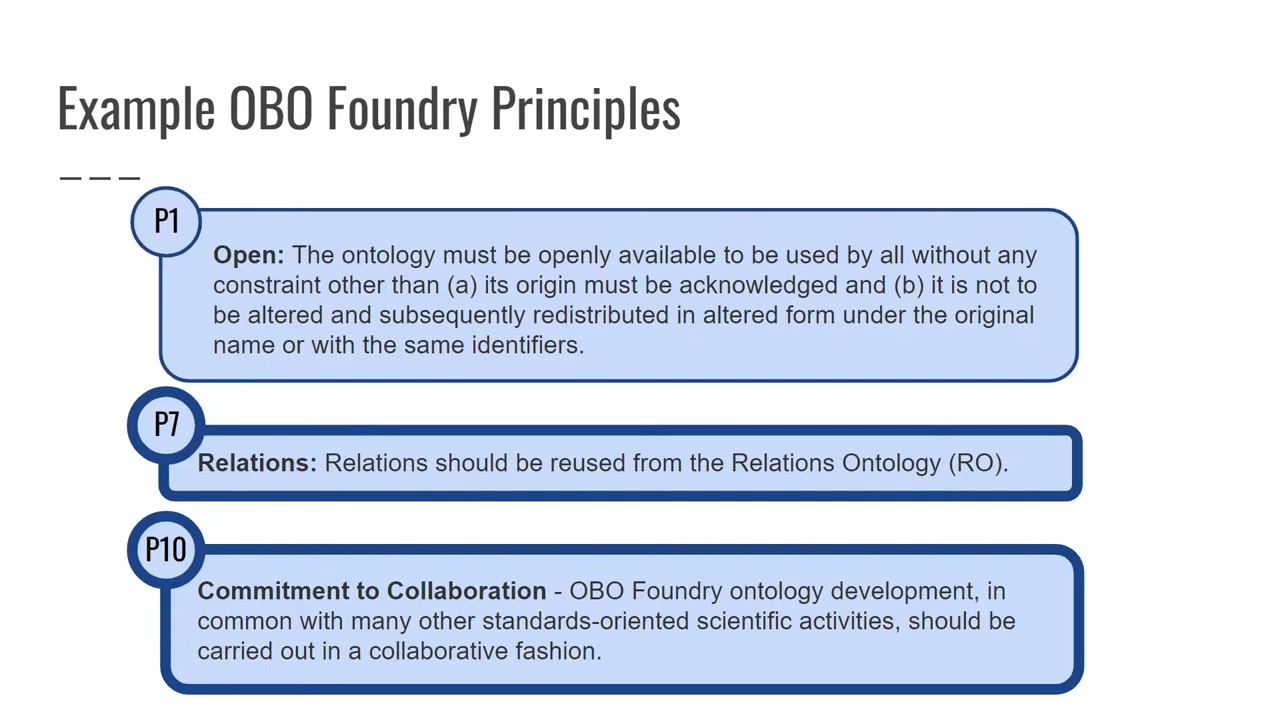 Example OBO Foundry Principles
P1
Open: The ontology must be openly available to be used by all without any
constraint other than (a) its origin must be acknowledged and (b) it is not to
be altered and subsequently redistributed in altered form under the original
name or with the same identifiers.
P7
Relations: Relations should be reused from the Relations Ontology (RO).
P10
Commitment to Collaboration - OBO Foundry ontology development, in
common with many other standards-oriented scientific activities, should be
carried out in a collaborative fashion.